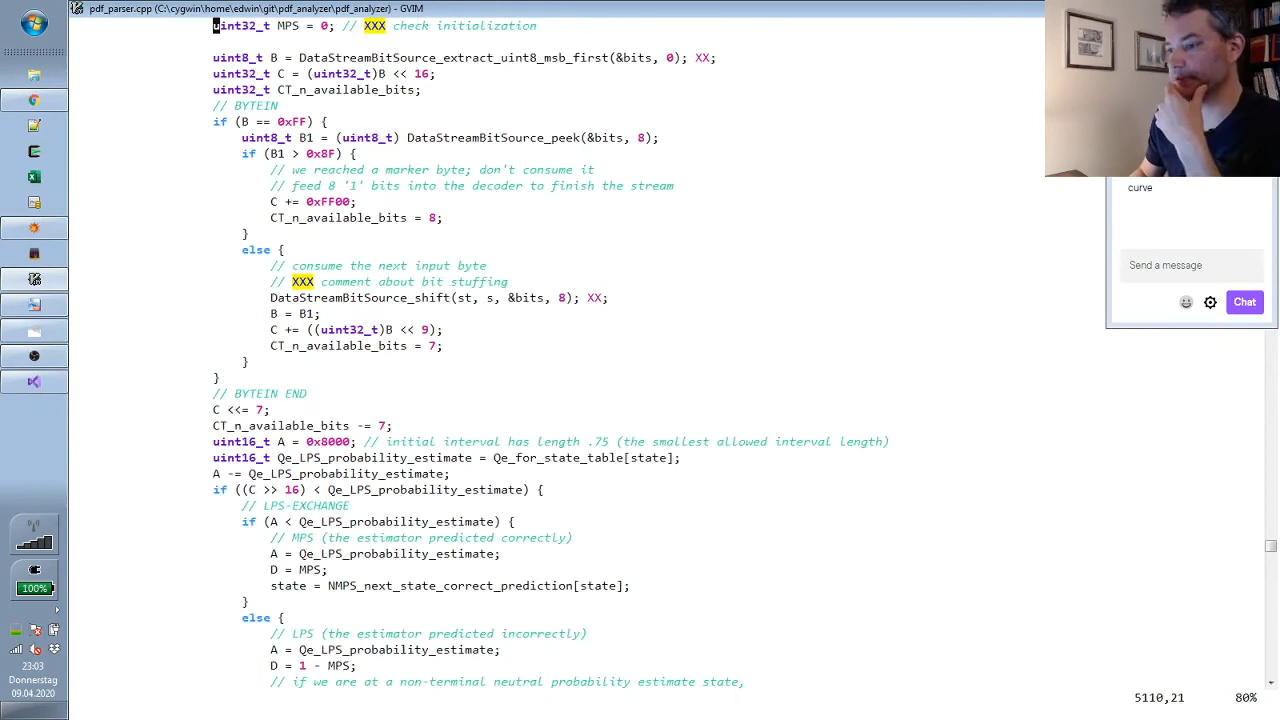 pdf_parser.cpp (C:\cygwin\home\edwin\git\pdf_analyzer\pdf_analyzer) - GVIM
uint32_t MPS = 0; // XXX check initialization
uint8_t B = DataStreamBitSource_extract_uint8_msb_first(&bits, 0); XX;
uint32_t C = (uint32_t)B << 16;
uint32_t CT_n_available_bits;
// BYTEIN
if (B == 0xFF) {
uint8_t B1 = (uint8_t) DataStreamBitSource_peek(&bits, 8);
if (B1 > 0x8F) {
// we reached a marker byte; don't consume it
// feed 8 '1' bits into the decoder to finish the stream
C += 0xFF00;
CT_n_available_bits = 8;
}
else {
// consume the next input byte
// XXX comment about bit stuffing
DataStreamBitSource_shift(st, s, &bits, 8); XX;
B = B1;
C += ((uint32_t)B << 9);
CT_n_available_bits = 7;
}
}
// BYTEIN END
C <<= 7;
CT_n_available_bits -= 7;
uint16_t A = 0x8000; // initial interval has length .75 (the smallest allowed interval length)
uint16_t Qe_LPS_probability_estimate = Qe_for_state_table[state];
A -= Qe_LPS_probability_estimate;
if ((C >> 16) < Qe_LPS_probability_estimate) {
// LPS-EXCHANGE
if (A < Qe_LPS_probability_estimate) {
// MPS (the estimator predicted correctly)
A = Qe_LPS_probability_estimate;
D = MPS;
state = NMPS_next_state_correct_prediction[state];
}
else {
// LPS (the estimator predicted incorrectly)
A = Qe_LPS_probability_estimate;
D = 1 - MPS;
// if we are at a non-terminal neutral probability estimate state,
5110,21 80%
curve
Send a message
Chat
100%
23:03
Donnerstag
09.04.2020